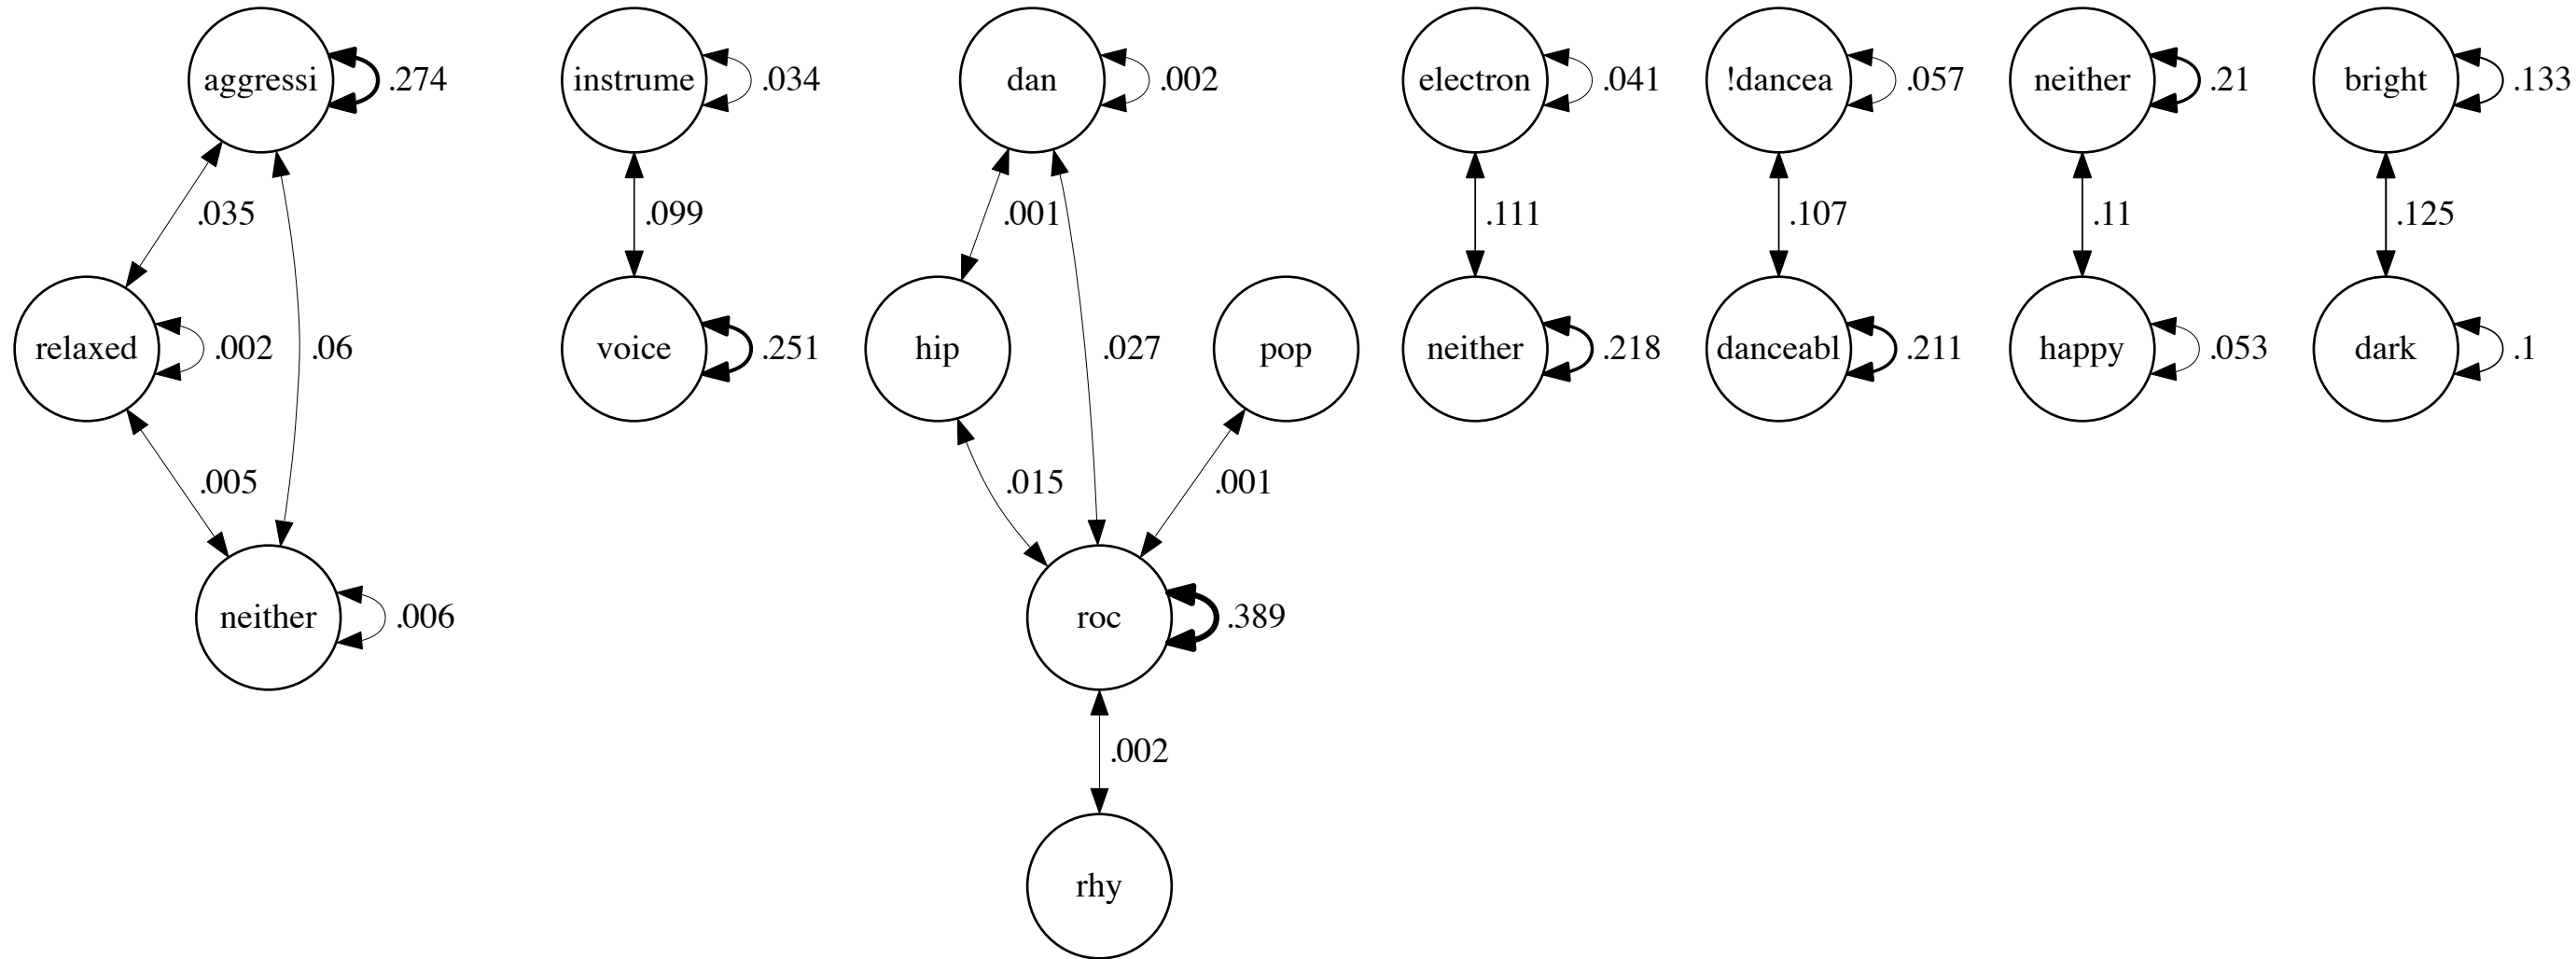 aggressi .274 instrume .034 dan .002 electron .041 !dancea .057 neither .21 bright .133
.035 .099 .001 .111 .107 .11 .125
relaxed .002 .06 voice .251 hip .027 pop neither .218 danceabl .211 happy .053 dark .1
.005 .015 .001
neither .006 roc .389
.002
rhy